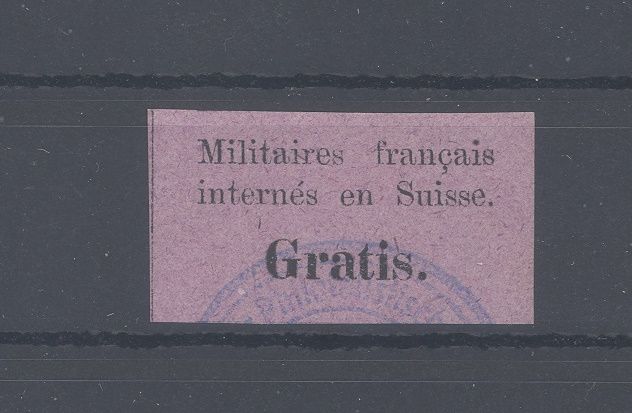 Militaires français
internés en Suisse.
Gratis.